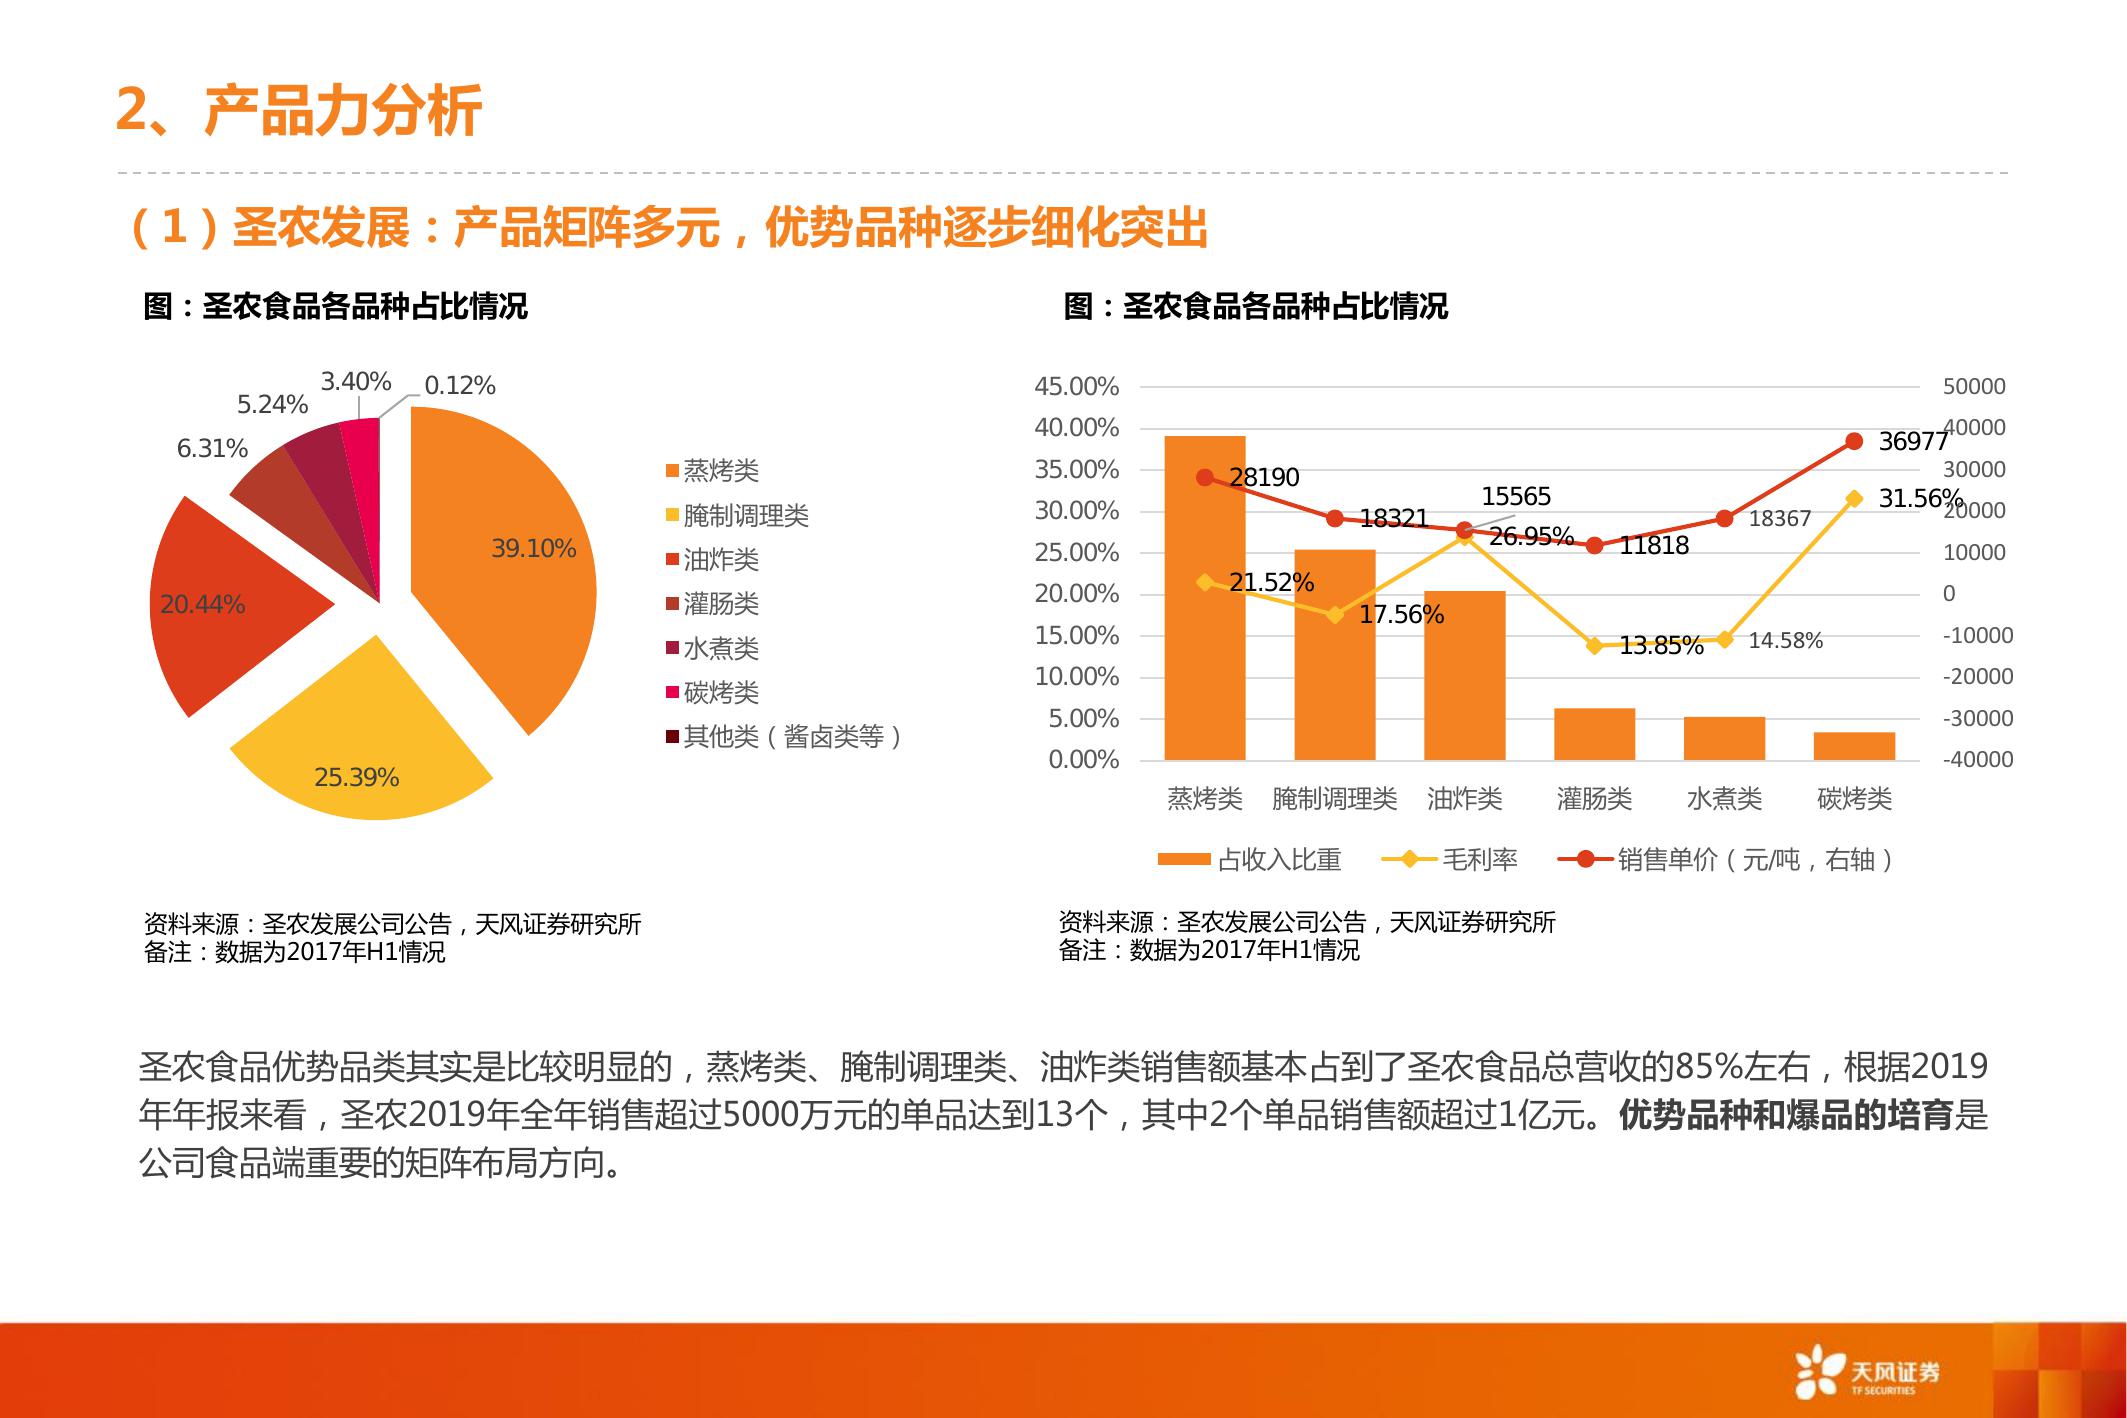 2、产品力分析
（1）圣农发展：产品矩阵多元，优势品种逐步细化突出
图：圣农食品各品种占比情况
3.40%
0.12%
5.24%
6.31%
39.10%
20.44%
25.39%
蒸烤类
腌制调理类
油炸类
灌肠类
水煮类
碳烤类
其他类（酱卤类等）
资料来源：圣农发展公司公告，天风证券研究所
备注：数据为2017年H1情况
图：圣农食品各品种占比情况
45.00%
40.00%
35.00%
30.00%
25.00%
20.00%
15.00%
10.00%
5.00%
0.00%
50000
40000
30000
20000
10000
0
-10000
-20000
-30000
-40000
28190
18321
15565
11818
18367
36977
21.52%
17.56%
26.95%
13.85%
14.58%
31.56%
蒸烤类
腌制调理类
油炸类
灌肠类
水煮类
碳烤类
占收入比重
毛利率
销售单价（元/吨，右轴）
资料来源：圣农发展公司公告，天风证券研究所
备注：数据为2017年H1情况
圣农食品优势品类其实是比较明显的，蒸烤类、腌制调理类、油炸类销售额基本占到了圣农食品总营收的85%左右，根据2019
年年报来看，圣农2019年全年销售超过5000万元的单品达到13个，其中2个单品销售额超过1亿元。优势品种和爆品的培育是
公司食品端重要的矩阵布局方向。
天风证券
TF SECURITIES